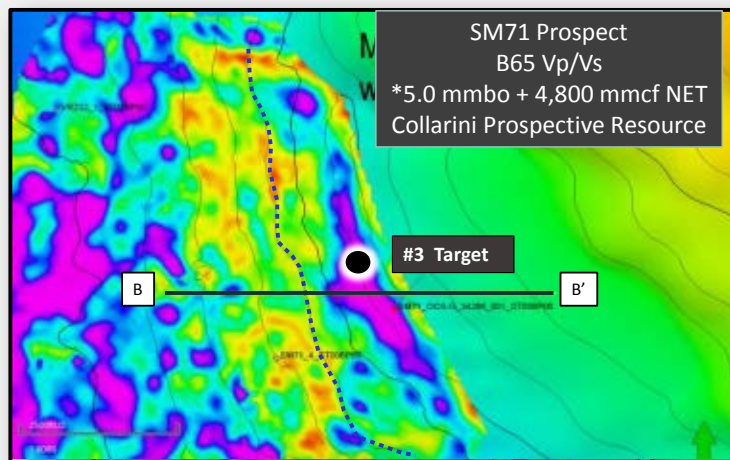 SM71 Prospect
B65 Vp/Vs
*5.0 mmbo + 4,800 mmcf NET
Collarini Prospective Resource
#3 Target
B
B'